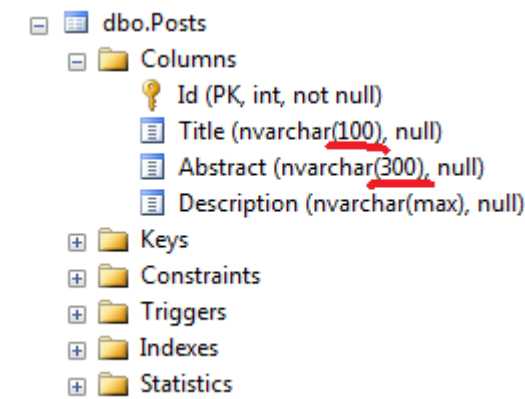 dbo.Posts
Columns
Id (PK, int, not null)
Title (nvarchar(100), null)
Abstract (nvarchar(300), null)
Description (nvarchar(max), null)
Keys
Constraints
Triggers
Indexes
Statistics